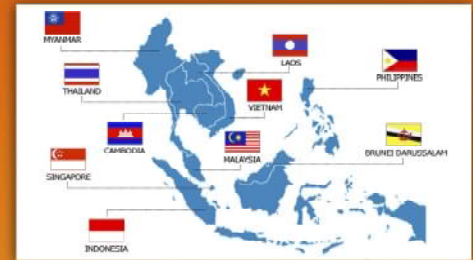 MYANMAR
LAOS
PHILIPPINES
THAILAND
VIETNAM
CAMBODIA
MALAYSIA
BRUNEI DARUSSALAM
SINGAPORE
INDONESIA